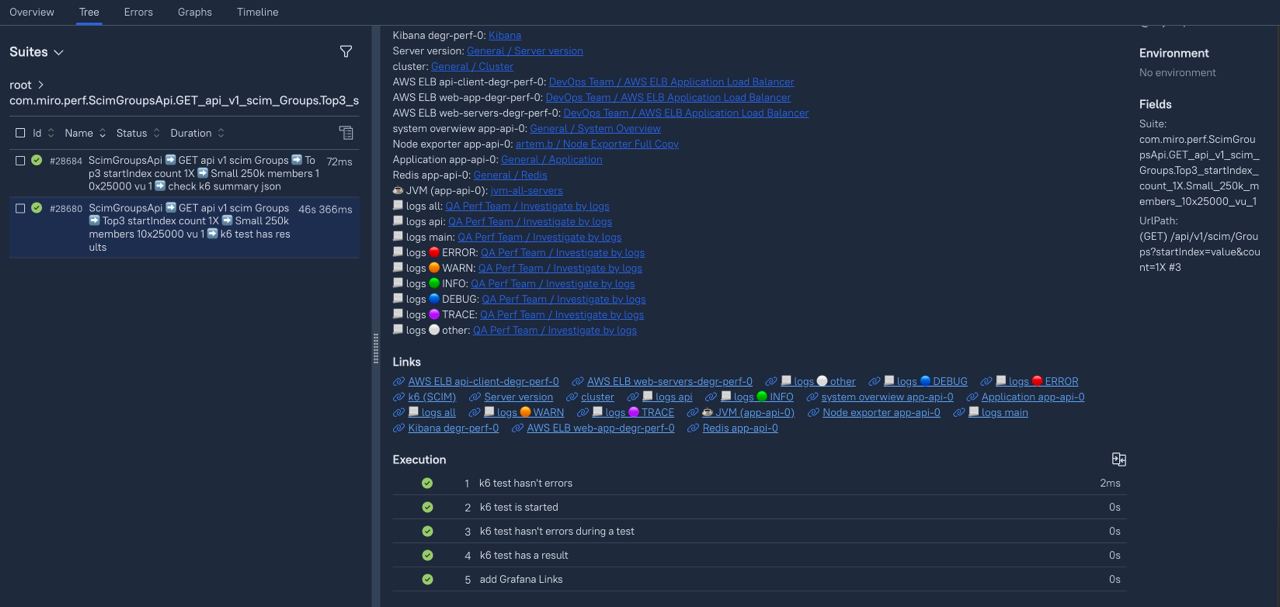 Overview Tree Errors Graphs Timeline
Suites
root >
com.miro.perf.ScimGroupsApi.GET_api_v1_scim_Groups.Top3_s
Id Name Status Duration
#28684 ScimGroupsApi ➡️ GET api v1 scim Groups ➡️ To 72ms
p3 startIndex count 1X ➡️ Small 250k members 1
0x25000 vu 1 ➡️ check k6 summary json
#28680 ScimGroupsApi ➡️ GET api v1 scim Groups 46s 366ms
➡️ Top3 startIndex count 1X ➡️ Small 250k
members 10x25000 vu 1 ➡️ k6 test has res
ults
Kibana degr-perf-0: Kibana
Server version: General / Server version
cluster: General / Cluster
AWS ELB api-client-degr-perf-0: DevOps Team / AWS ELB Application Load Balancer
AWS ELB web-app-degr-perf-0: DevOps Team / AWS ELB Application Load Balancer
AWS ELB web-servers-degr-perf-0: DevOps Team / AWS ELB Application Load Balancer
system overwiew app-api-0: General / System Overview
Node exporter app-api-0: artem.b / Node Exporter Full Copy
Application app-api-0: General / Application
Redis app-api-0: General / Redis
☕ JVM (app-api-0): jvm-all-servers
📃 logs all: QA Perf Team / Investigate by logs
📃 logs api: QA Perf Team / Investigate by logs
📃 logs main: QA Perf Team / Investigate by logs
📃 logs 🔴 ERROR: QA Perf Team / Investigate by logs
📃 logs 🟠 WARN: QA Perf Team / Investigate by logs
📃 logs 🟢 INFO: QA Perf Team / Investigate by logs
📃 logs 🔵 DEBUG: QA Perf Team / Investigate by logs
📃 logs 🟣 TRACE: QA Perf Team / Investigate by logs
📃 logs ⚪ other: QA Perf Team / Investigate by logs
Links
AWS ELB api-client-degr-perf-0 AWS ELB web-servers-degr-perf-0 📃 logs ⚪ other 📃 logs 🔵 DEBUG 📃 logs 🔴 ERROR
k6 (SCIM) Server version cluster 📃 logs api 📃 logs 🟢 INFO system overwiew app-api-0 Application app-api-0
📃 logs all 📃 logs 🟠 WARN 📃 logs 🟣 TRACE ☕ JVM (app-api-0) Node exporter app-api-0 📃 logs main
Kibana degr-perf-0 AWS ELB web-app-degr-perf-0 Redis app-api-0
Execution
1 k6 test hasn't errors 2ms
2 k6 test is started 0s
3 k6 test hasn't errors during a test 0s
4 k6 test has a result 0s
5 add Grafana Links 0s
Environment
No environment
Fields
Suite:
com.miro.perf.ScimGrou
psApi.GET_api_v1_scim_
Groups.Top3_startIndex_
count_1X.Small_250k_m
embers_10x25000_vu_1
UrlPath:
(GET) /api/v1/scim/Grou
ps?startIndex=value&cou
nt=1X #3